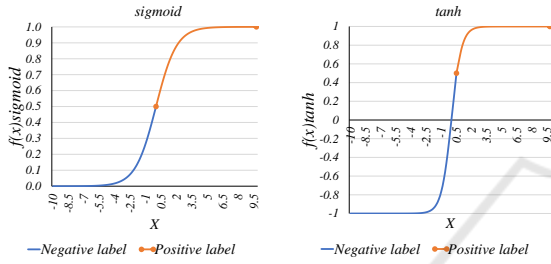 sigmoid
f(x)sigmoid
1.0
0.9
0.8
0.7
0.6
0.5
0.4
0.3
0.2
0.1
0.0
-10 -8.5 -7 -5.5 -4 -2.5 -1 0.5 2 3.5 5 6.5 8 9.5
X
Negative label Positive label
tanh
f(x)tanh
1
0.8
0.6
0.4
0.2
0
-0.2
-0.4
-0.6
-0.8
-1
-10 -8.5 -7 -5.5 -4 -2.5 -1 0.5 2 3.5 5 6.5 8 9.5
X
Negative label Positive label